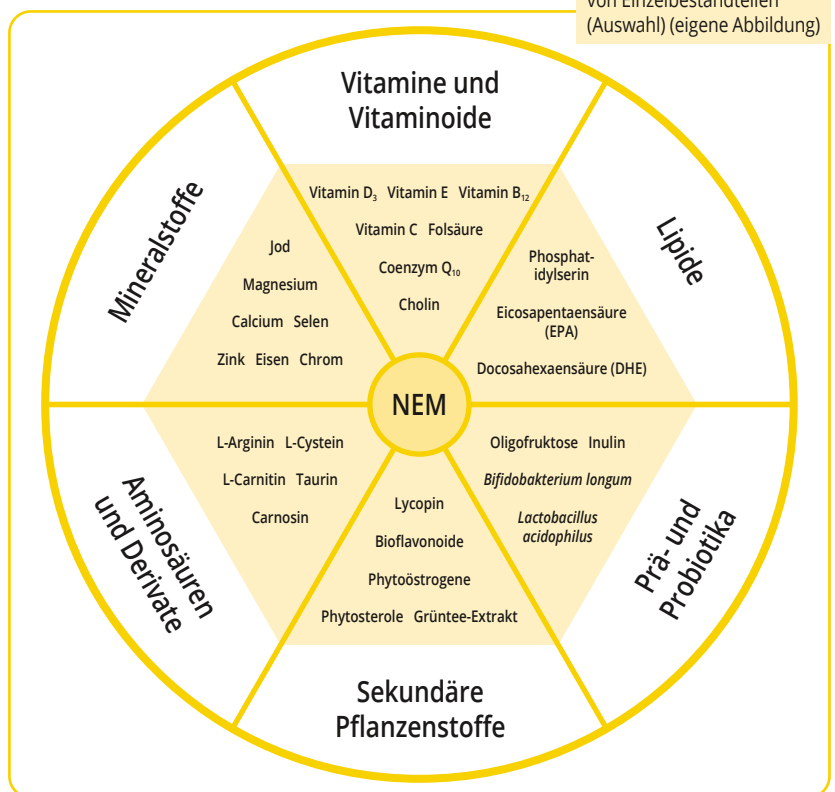 von Einzelbestandteilen
(Auswahl) (eigene Abbildung)
Vitamine und
Vitaminoide
Vitamin D₃ Vitamin E Vitamin B₁₂
Vitamin C Folsäure
Coenzym Q₁₀
Cholin
Lipide
Phosphat-
idylserin
Eicosapentaensäure
(EPA)
Docosahexaensäure (DHE)
Prä- und
Probiotika
Oligofruktose Inulin
Bifidobakterium longum
Lactobacillus
acidophilus
Sekundäre
Pflanzenstoffe
Lycopin
Bioflavonoide
Phytoöstrogene
Phytosterole Grüntee-Extrakt
Aminosäuren
und Derivate
L-Arginin L-Cystein
L-Carnitin Taurin
Carnosin
Mineralstoffe
Jod
Magnesium
Calcium Selen
Zink Eisen Chrom
NEM